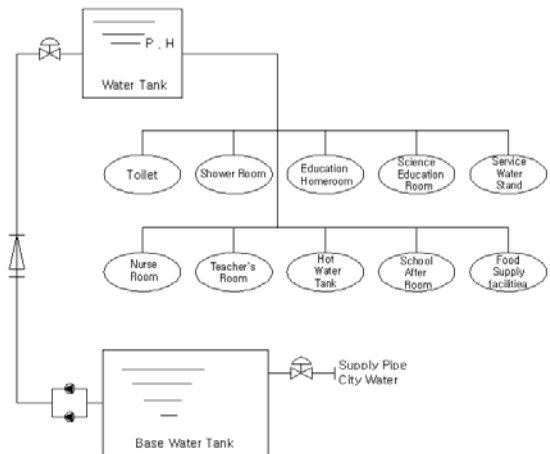 P , H
Water Tank
Toilet
Shower Room
Education
Homeroom
Science
Education
Room
Service
Water
Stand
Nurse
Room
Teacher's
Room
Hot
Water
Tank
School
After
Room
Food
Supply
facilitiea
Supply Pipe
City Water
Base Water Tank